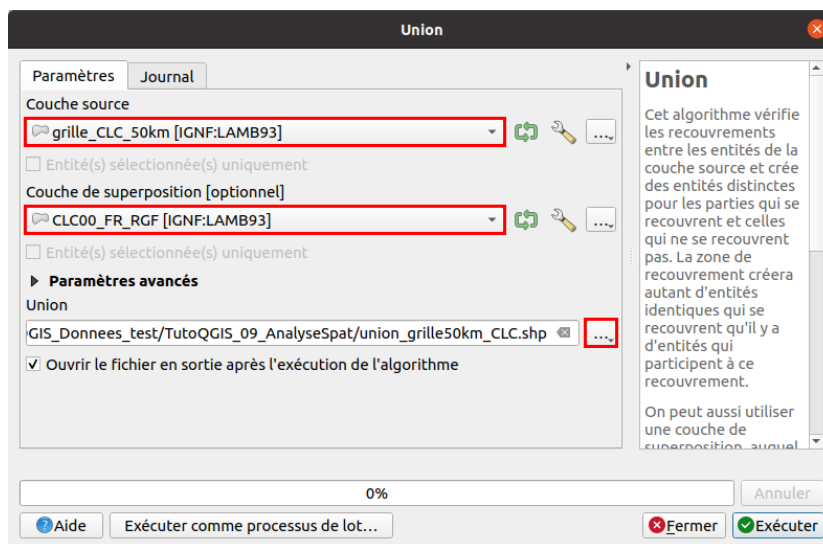 Union
Paramètres
Journal
Couche source
grille_CLC_50km [IGNF:LAMB93]
...
Entité(s) sélectionnée(s) uniquement
Couche de superposition [optionnel]
CLC00_FR_RGF [IGNF:LAMB93]
...
Entité(s) sélectionnée(s) uniquement
Paramètres avancés
Union
GIS_Donnees_test/TutoQGIS_09_AnalyseSpat/union_grille50km_CLC.shp
...
Ouvrir le fichier en sortie après l'exécution de l'algorithme
Union
Cet algorithme vérifie
les recouvrements
entre les entités de la
couche source et crée
des entités distinctes
pour les parties qui se
recouvrent et celles
qui ne se recouvrent
pas. La zone de
recouvrement créera
autant d'entités
identiques qui se
recouvrent qu'il y a
d'entités qui
participent à ce
recouvrement.
On peut aussi utiliser
une couche de
superposition, auquel
0%
Annuler
Aide
Exécuter comme processus de lot...
Fermer
Exécuter